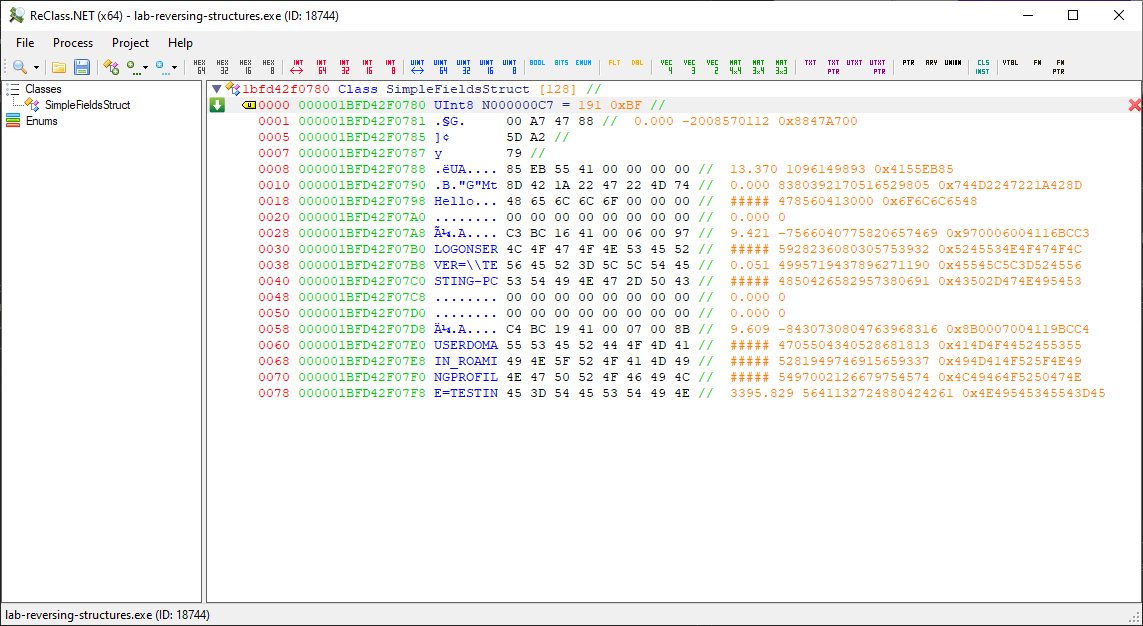 ReClass.NET (x64) - lab-reversing-structures.exe (ID: 18744)
File Process Project Help
HEX 64 HEX 32 HEX 16 HEX 8 INT INT 64 INT 32 INT 16 INT 8 UINT UINT 64 UINT 32 UINT 16 UINT 8 BOOL BITS ENUM FLT DBL VEC 4 VEC 3 VEC 2 MAT 4x4 MAT 3x4 MAT 3x3 TXT TXT PTR UTXT UTXT PTR PTR ARY UNION CLS INST VTBL FN FN PTR
Classes
SimpleFieldsStruct
Enums
1bfd42f0780 Class SimpleFieldsStruct [128] //
0000 000001BFD42F0780 UInt8 N000000C7 = 191 0xBF //
0001 000001BFD42F0781 .§G. 00 A7 47 88 // 0.000 -2008570112 0x8847A700
0005 000001BFD42F0785 ]¢ 5D A2 //
0007 000001BFD42F0787 y 79 //
0008 000001BFD42F0788 .ëUA.... 85 EB 55 41 00 00 00 00 // 13.370 1096149893 0x4155EB85
0010 000001BFD42F0790 .B."G"Mt 8D 42 1A 22 47 22 4D 74 // 0.000 8380392170516529805 0x744D2247221A428D
0018 000001BFD42F0798 Hello... 48 65 6C 6C 6F 00 00 00 // ##### 478560413000 0x6F6C6C6548
0020 000001BFD42F07A0 ........ 00 00 00 00 00 00 00 00 // 0.000 0
0028 000001BFD42F07A8 Ã¼.A.... C3 BC 16 41 00 06 00 97 // 9.421 -7566040775820657469 0x970006004116BCC3
0030 000001BFD42F07B0 LOGONSER 4C 4F 47 4F 4E 53 45 52 // ##### 5928236080305753932 0x5245534E4F474F4C
0038 000001BFD42F07B8 VER=\\TE 56 45 52 3D 5C 5C 54 45 // 0.051 4995719437896271190 0x45545C5C3D524556
0040 000001BFD42F07C0 STING-PC 53 54 49 4E 47 2D 50 43 // ##### 4850426582957380691 0x43502D474E495453
0048 000001BFD42F07C8 ........ 00 00 00 00 00 00 00 00 // 0.000 0
0050 000001BFD42F07D0 ........ 00 00 00 00 00 00 00 00 // 0.000 0
0058 000001BFD42F07D8 Ä¼.A.... C4 BC 19 41 00 07 00 8B // 9.609 -8430730804763968316 0x8B0007004119BCC4
0060 000001BFD42F07E0 USERDOMA 55 53 45 52 44 4F 4D 41 // ##### 4705504340528681813 0x414D4F4452455355
0068 000001BFD42F07E8 IN_ROAMI 49 4E 5F 52 4F 41 4D 49 // ##### 5281949746915659337 0x494D414F525F4E49
0070 000001BFD42F07F0 NGPROFIL 4E 47 50 52 4F 46 49 4C // ##### 5497002126679754574 0x4C49464F5250474E
0078 000001BFD42F07F8 E=TESTIN 45 3D 54 45 53 54 49 4E // 3395.829 5641132724880424261 0x4E49545345543D45
lab-reversing-structures.exe (ID: 18744)